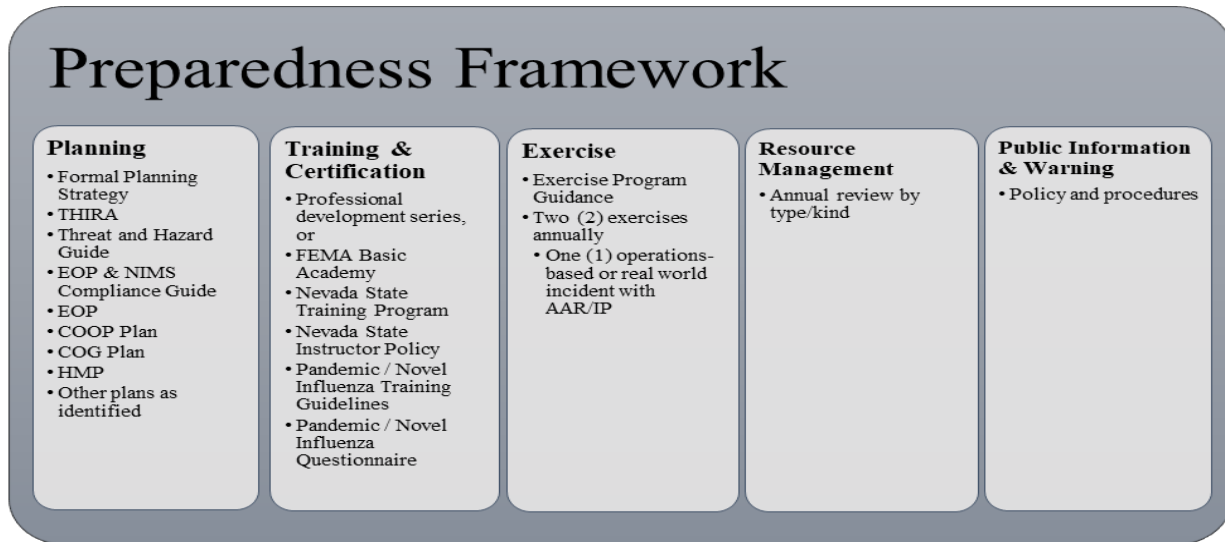 Preparedness Framework
Planning
• Formal Planning
Strategy
• THIRA
• Threat and Hazard
Guide
• EOP & NIMS
Compliance Guide
• EOP
• COOP Plan
• COG Plan
• HMP
• Other plans as
identified
Training &
Certification
• Professional
development series,
or
• FEMA Basic
Academy
• Nevada State
Training Program
• Nevada State
Instructor Policy
• Pandemic / Novel
Influenza Training
Guidelines
• Pandemic / Novel
Influenza
Questionnaire
Exercise
• Exercise Program
Guidance
• Two (2) exercises
annually
• One (1) operations-
based or real world
incident with
AAR/IP
Resource
Management
• Annual review by
type/kind
Public Information
& Warning
• Policy and procedures